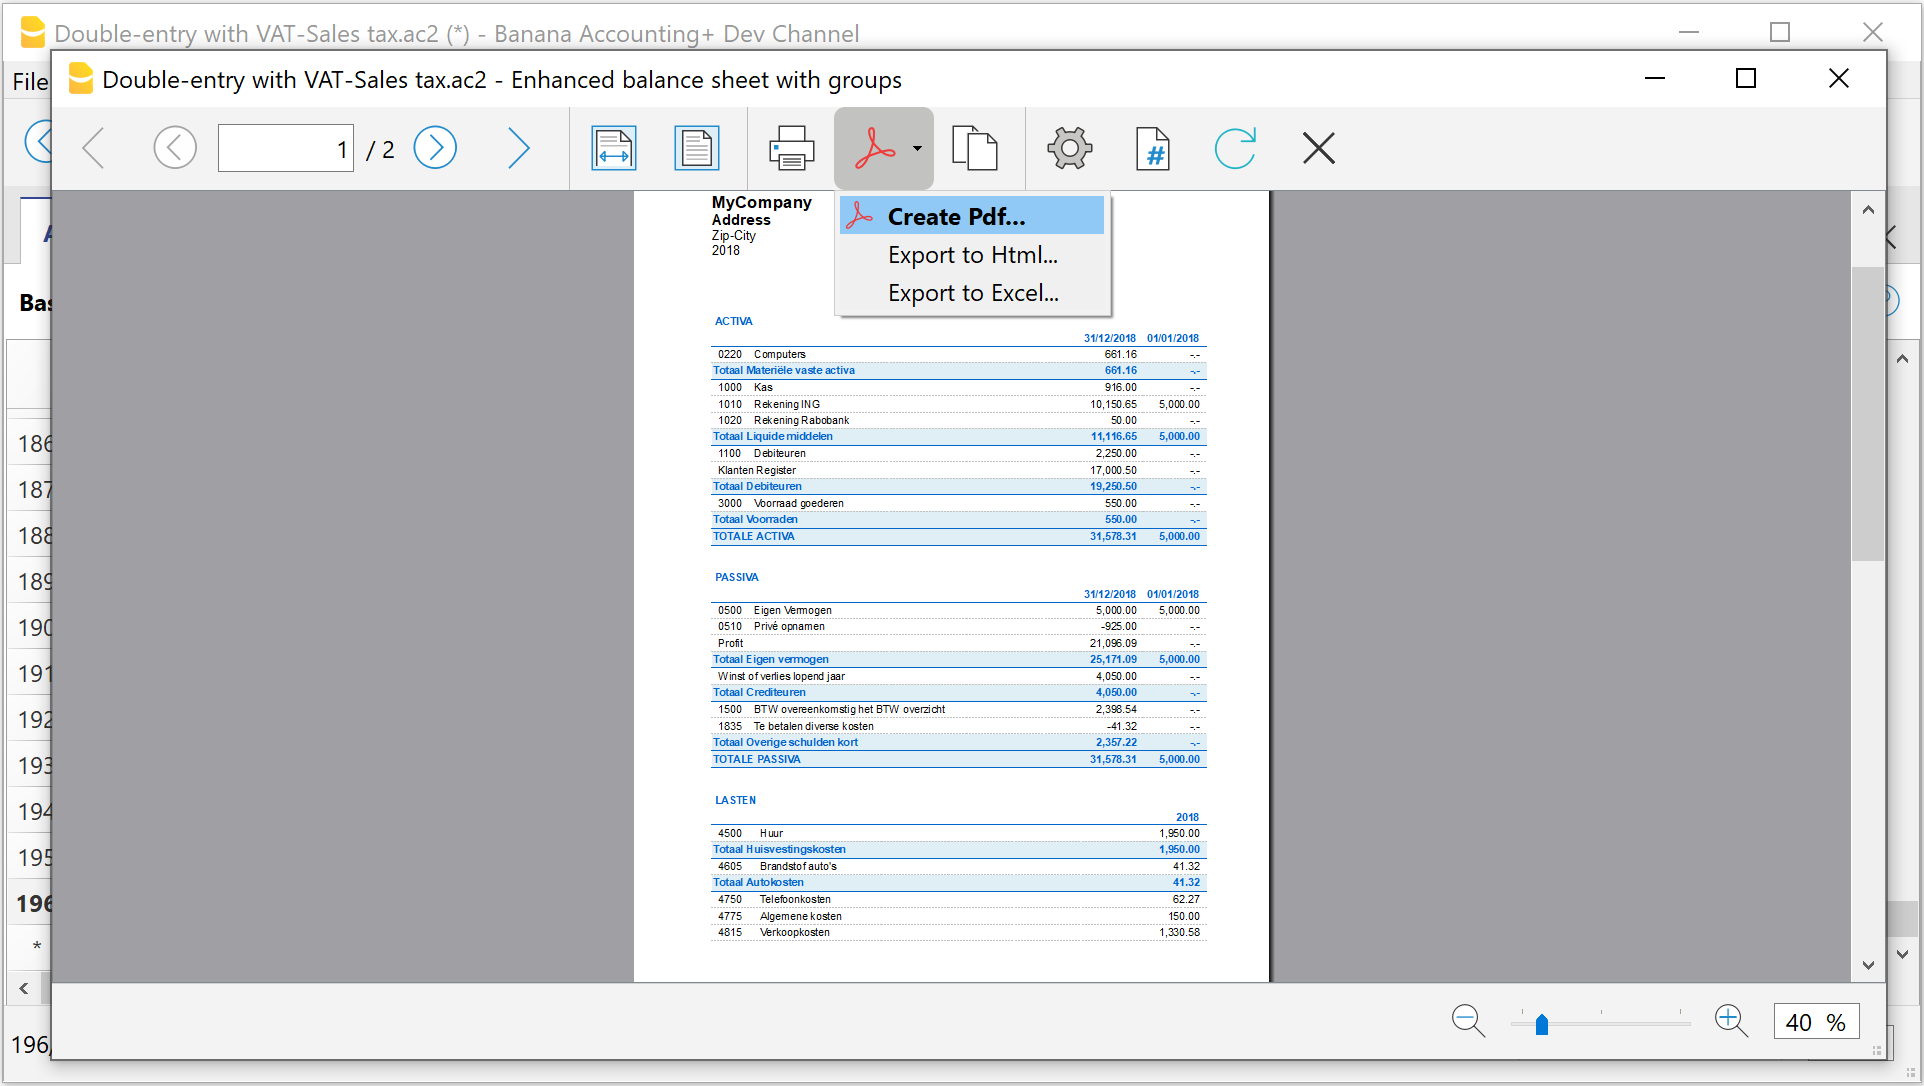 Double-entry with VAT-Sales tax.ac2 (*) - Banana Accounting+ Dev Channel
File
Double-entry with VAT-Sales tax.ac2 - Enhanced balance sheet with groups
1 / 2
#
Create Pdf...
Export to Html...
Export to Excel...
MyCompany
Address
Zip-City
2018
ACTIVA
31/12/2018 01/01/2018
0220 Computers 661.16 -.-
Totaal Materiële vaste activa 661.16 -.-
1000 Kas 916.00 -.-
1010 Rekening ING 10,150.65 5,000.00
1020 Rekening Rabobank 50.00 -.-
Totaal Liquide middelen 11,116.65 5,000.00
1100 Debiteuren 2,250.00 -.-
Klanten Register 17,000.50 -.-
Totaal Debiteuren 19,250.50 -.-
3000 Voorraad goederen 550.00 -.-
Totaal Voorraden 550.00 -.-
TOTALE ACTIVA 31,578.31 5,000.00
PASSIVA
31/12/2018 01/01/2018
0500 Eigen Vermogen 5,000.00 5,000.00
0510 Privé opnamen -925.00 -.-
Profit 21,096.09 -.-
Totaal Eigen vermogen 25,171.09 5,000.00
Winst of verlies lopend jaar 4,050.00 -.-
Totaal Crediteuren 4,050.00 -.-
1500 BTW overeenkomstig het BTW overzicht 2,398.54 -.-
1835 Te betalen diverse kosten -41.32 -.-
Totaal Overige schulden kort 2,357.22 -.-
TOTALE PASSIVA 31,578.31 5,000.00
LASTEN
2018
4500 Huur 1,950.00
Totaal Huisvestingskosten 1,950.00
4605 Brandstof auto's 41.32
Totaal Autokosten 41.32
4750 Telefoonkosten 62.27
4775 Algemene kosten 150.00
4815 Verkoopkosten 1,330.58
Bas
186
187
188
189
190
191
192
193
194
195
196
*
196
40 %